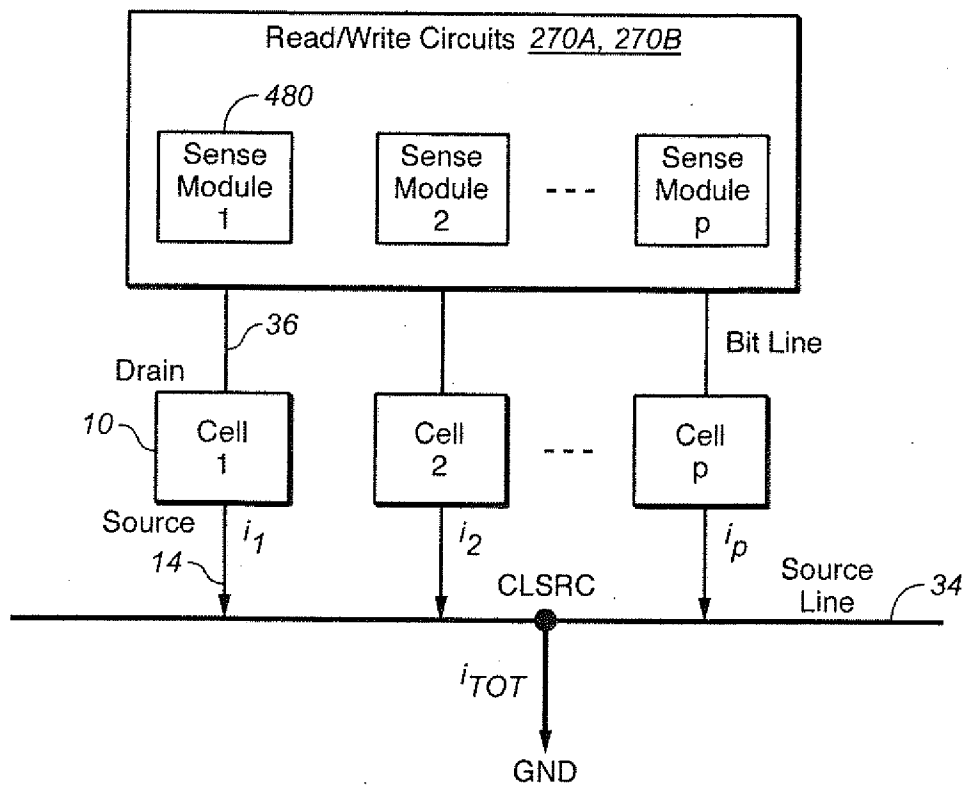 Read/Write Circuits 270A, 270B
480
Sense Module 1
Sense Module 2
Sense Module p
36
Bit Line
Drain
10
Cell 1
Cell 2
Cell p
Source
i1
i2
ip
14
CLSRC
Source Line
34
iTOT
GND